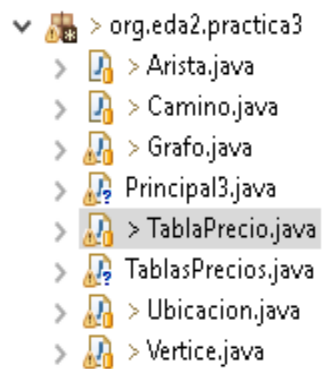 > org.eda2.practica3
> Arista.java
> Camino.java
> Grafo.java
Principal3.java
> TablaPrecio.java
TablasPrecios.java
> Ubicacion.java
> Vertice.java